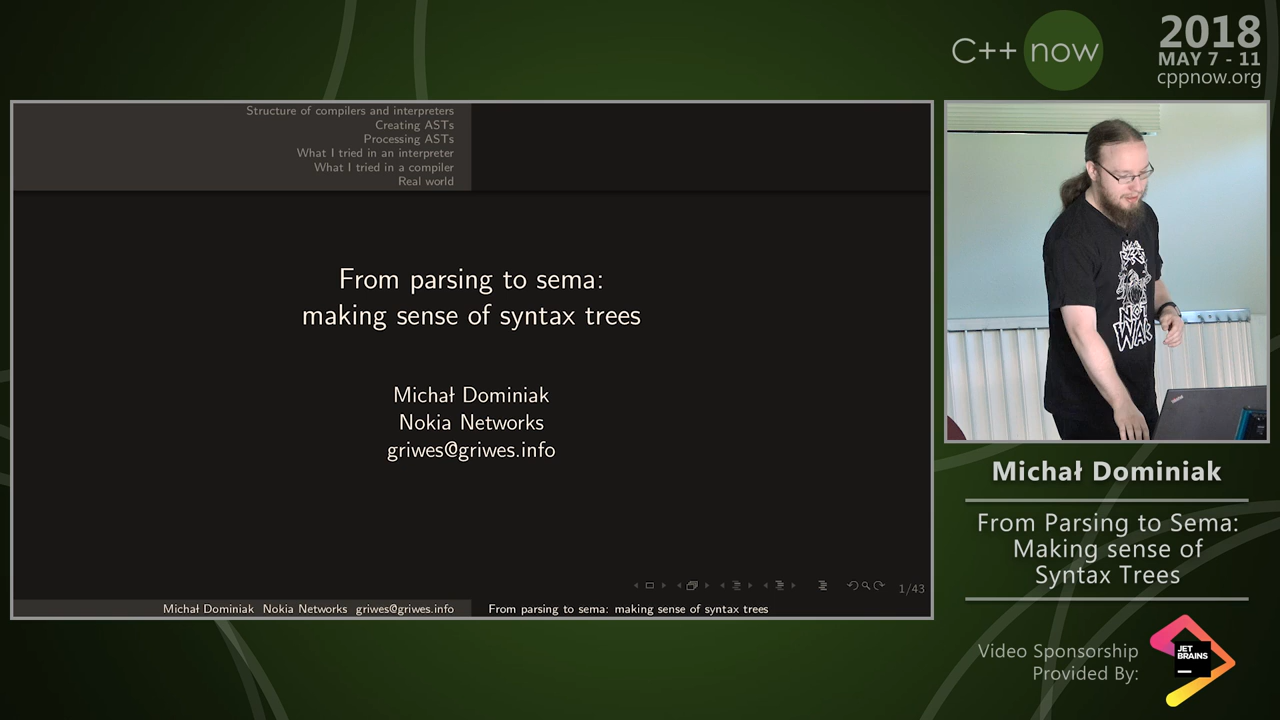 C++ now
2018
MAY 7 - 11
cppnow.org
Structure of compilers and interpreters
Creating ASTs
Processing ASTs
What I tried in an interpreter
What I tried in a compiler
Real world
From parsing to sema:
making sense of syntax trees
Michał Dominiak
Nokia Networks
griwes@griwes.info
1/43
Michał Dominiak Nokia Networks griwes@griwes.info
From parsing to sema: making sense of syntax trees
NOT
WAR
Michał Dominiak
From Parsing to Sema:
Making sense of
Syntax Trees
Video Sponsorship
Provided By:
JET
BRAINS